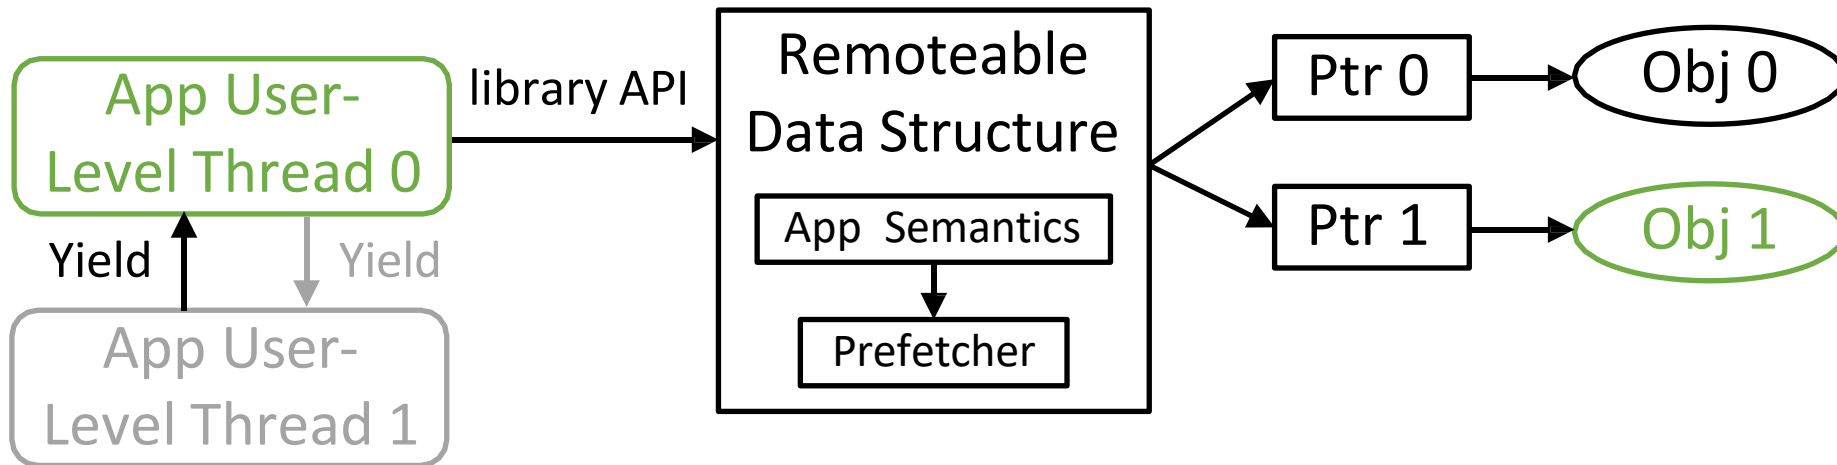 App User-
Level Thread 0
library API
Yield
Yield
App User-
Level Thread 1
Remoteable
Data Structure
App Semantics
Prefetcher
Ptr 0
Obj 0
Ptr 1
Obj 1